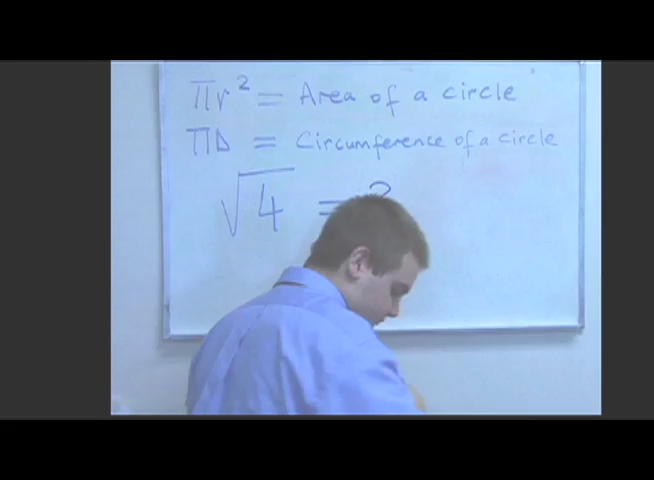 πr² = Area of a circle
πD = Circumference of a circle
√4 =